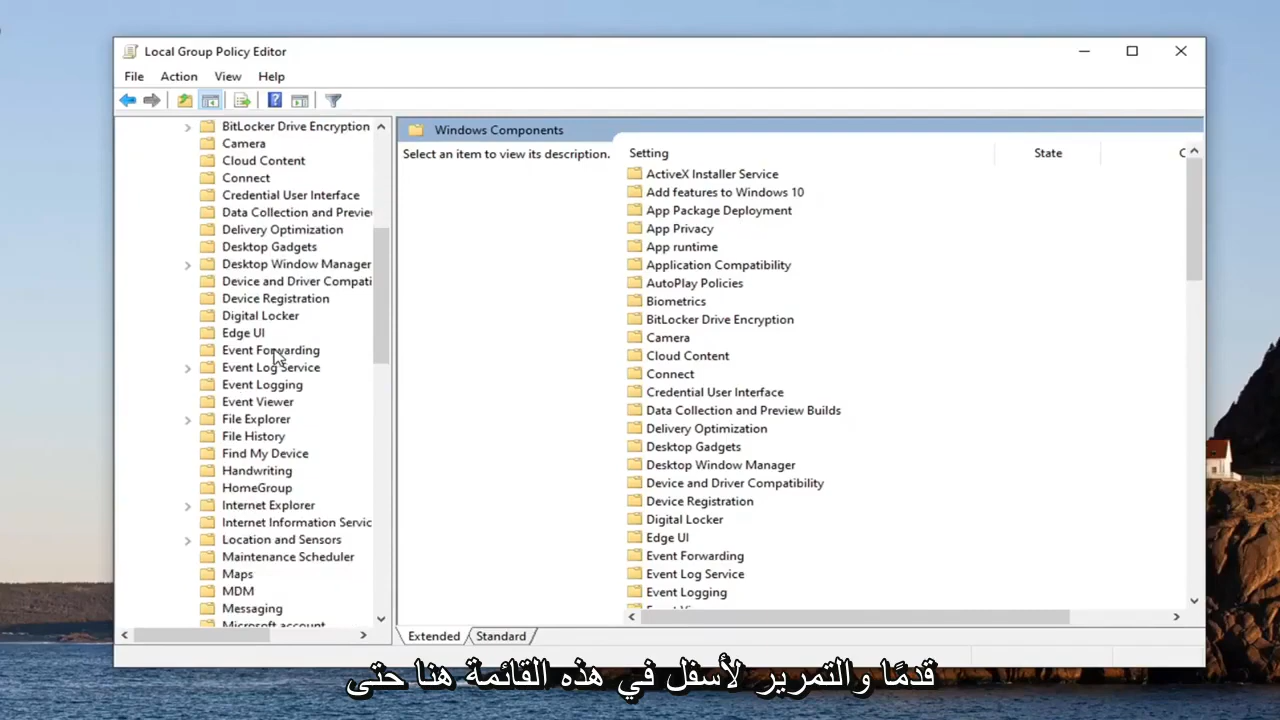 Local Group Policy Editor
File Action View Help
BitLocker Drive Encryption
Camera
Cloud Content
Connect
Credential User Interface
Data Collection and Previe
Delivery Optimization
Desktop Gadgets
Desktop Window Manager
Device and Driver Compati
Device Registration
Digital Locker
Edge UI
Event Forwarding
Event Log Service
Event Logging
Event Viewer
File Explorer
File History
Find My Device
Handwriting
HomeGroup
Internet Explorer
Internet Information Servic
Location and Sensors
Maintenance Scheduler
Maps
MDM
Messaging
Microsoft account
Windows Components
Select an item to view its description.
Setting State C
ActiveX Installer Service
Add features to Windows 10
App Package Deployment
App Privacy
App runtime
Application Compatibility
AutoPlay Policies
Biometrics
BitLocker Drive Encryption
Camera
Cloud Content
Connect
Credential User Interface
Data Collection and Preview Builds
Delivery Optimization
Desktop Gadgets
Desktop Window Manager
Device and Driver Compatibility
Device Registration
Digital Locker
Edge UI
Event Forwarding
Event Log Service
Event Logging
Extended Standard
قدمًا والتمرير لأسفل في هذه القائمة هنا حتى